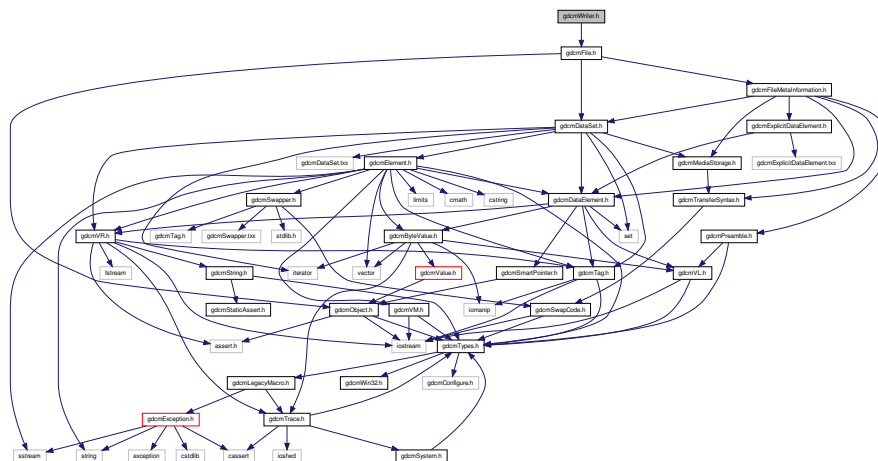 gdcmWriter.h
gdcmFile.h
gdcmFileMetaInformation.h
gdcmDataSet.h
gdcmExplicitDataElement.h
gdcmDataSet.txx
gdcmElement.h
gdcmMediaStorage.h
gdcmExplicitDataElement.txx
gdcmSwapper.h
limits
cmath
cstring
gdcmDataElement.h
gdcmTransferSyntax.h
gdcmVR.h
gdcmTag.h
gdcmSwapper.txx
stdlib.h
gdcmByteValue.h
set
gdcmPreamble.h
fstream
gdcmString.h
iterator
vector
gdcmValue.h
gdcmSmartPointer.h
gdcmTag.h
gdcmVL.h
gdcmStaticAssert.h
gdcmObject.h
gdcmVM.h
iomanip
gdcmSwapCode.h
assert.h
iostream
gdcmTypes.h
gdcmLegacyMacro.h
gdcmWin32.h
gdcmConfigure.h
gdcmException.h
gdcmTrace.h
sstream
string
exception
cstdlib
cassert
iosfwd
gdcmSystem.h